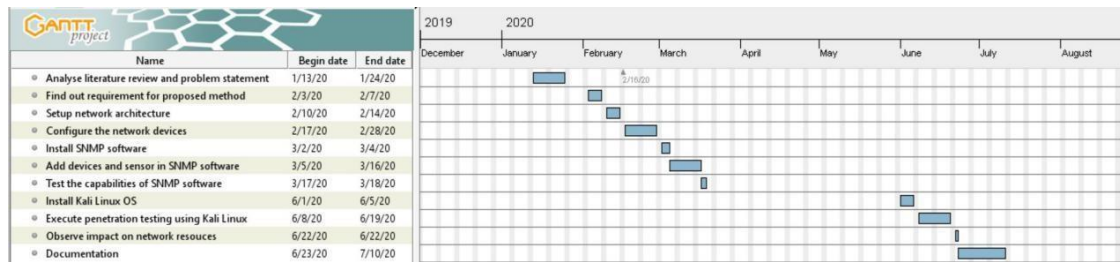 GANTT
project
2019 2020
December January February March April May June July August
Name Begin date End date
Analyse literature review and problem statement 1/13/20 1/24/20
2/16/20
Find out requirement for proposed method 2/3/20 2/7/20
Setup network architecture 2/10/20 2/14/20
Configure the network devices 2/17/20 2/28/20
Install SNMP software 3/2/20 3/4/20
Add devices and sensor in SNMP software 3/5/20 3/16/20
Test the capabilities of SNMP software 3/17/20 3/18/20
Install Kali Linux OS 6/1/20 6/5/20
Execute penetration testing using Kali Linux 6/8/20 6/19/20
Observe impact on network resouces 6/22/20 6/22/20
Documentation 6/23/20 7/10/20